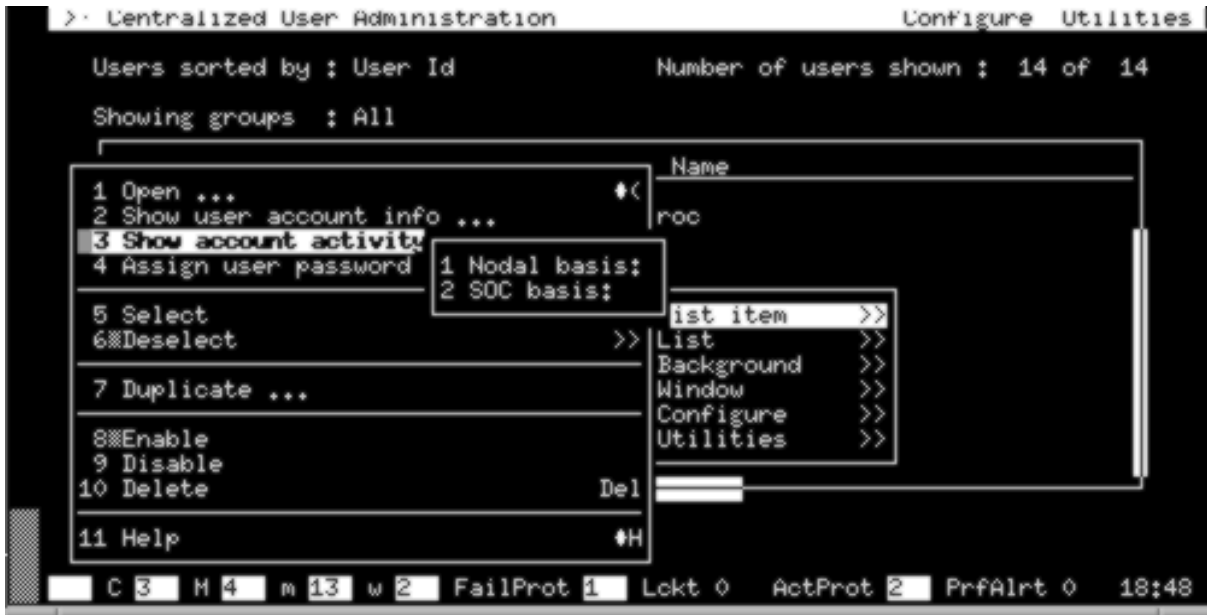 >· Centralized User Administration Configure Utilities
Users sorted by : User Id Number of users shown : 14 of 14
Showing groups : All
Name
1 Open ... ♦<
2 Show user account info ...
roc
3 Show account activity
4 Assign user password
1 Nodal basis:
2 SOC basis:
5 Select
6 Deselect >>
7 Duplicate ...
8 Enable
9 Disable
10 Delete Del
11 Help ♦H
ist item >>
List >>
Background >>
Window >>
Configure >>
Utilities >>
C 3 M 4 m 13 w 2 FailProt 1 Lckt 0 ActProt 2 PrfAlrt 0 18:48